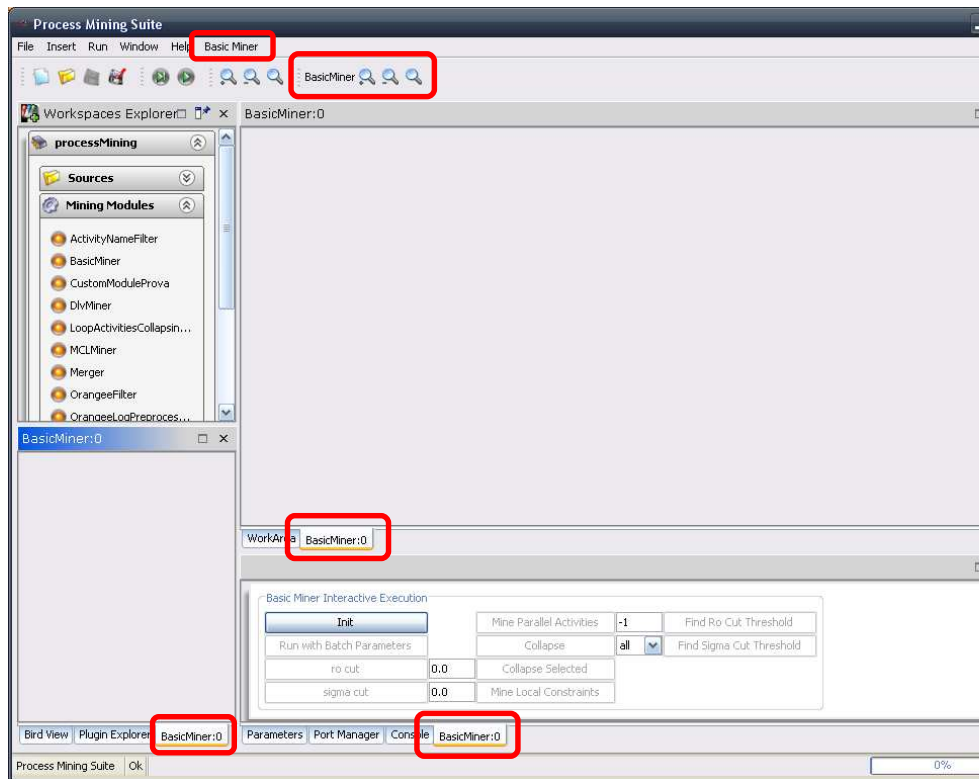 Process Mining Suite
File Insert Run Window Help Basic Miner
BasicMiner
Workspaces Explorer
BasicMiner:0
processMining
Sources
Mining Modules
ActivityNameFilter
BasicMiner
CustomModuleProva
DlvMiner
LoopActivitiesCollapsin...
MCLMiner
Merger
OrangeeFilter
OrangeeLogPreproces...
BasicMiner:0
WorkArea BasicMiner:0
Basic Miner Interactive Execution
Init Mine Parallel Activities -1 Find Ro Cut Threshold
Run with Batch Parameters Collapse all Find Sigma Cut Threshold
ro cut 0.0 Collapse Selected
sigma cut 0.0 Mine Local Constraints
Bird View Plugin Explorer BasicMiner:0 Parameters Port Manager Console BasicMiner:0
Process Mining Suite Ok 0%